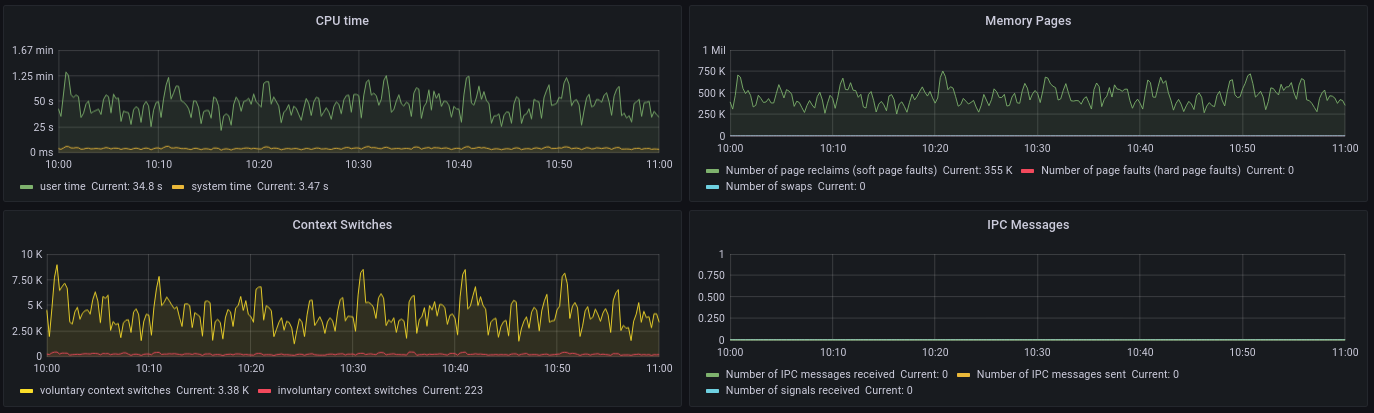 CPU time
1.67 min
1.25 min
50 s
25 s
0 ms
10:00 10:10 10:20 10:30 10:40 10:50 11:00
user time Current: 34.8 s system time Current: 3.47 s
Memory Pages
1 Mil
750 K
500 K
250 K
0
10:00 10:10 10:20 10:30 10:40 10:50 11:00
Number of page reclaims (soft page faults) Current: 355 K Number of page faults (hard page faults) Current: 0
Number of swaps Current: 0
Context Switches
10 K
7.50 K
5 K
2.50 K
0
10:00 10:10 10:20 10:30 10:40 10:50 11:00
voluntary context switches Current: 3.38 K involuntary context switches Current: 223
IPC Messages
1
0.750
0.500
0.250
0
10:00 10:10 10:20 10:30 10:40 10:50 11:00
Number of IPC messages received Current: 0 Number of IPC messages sent Current: 0
Number of signals received Current: 0